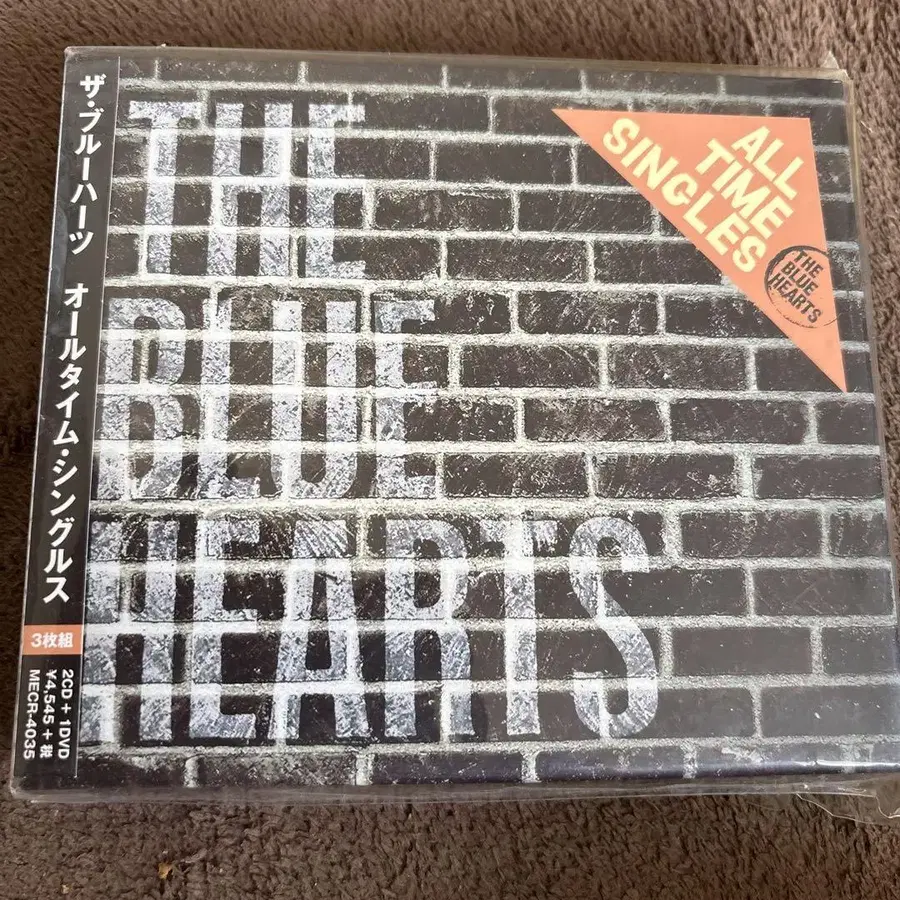 ザ・ブルーハーツ オールタイム・シングルス
3枚組
2CD + 1DVD
¥4,545 + 税
MECR-4035
THE
BLUE
HEARTS
ALL
TIME
SINGLES
THE
BLUE
HEARTS